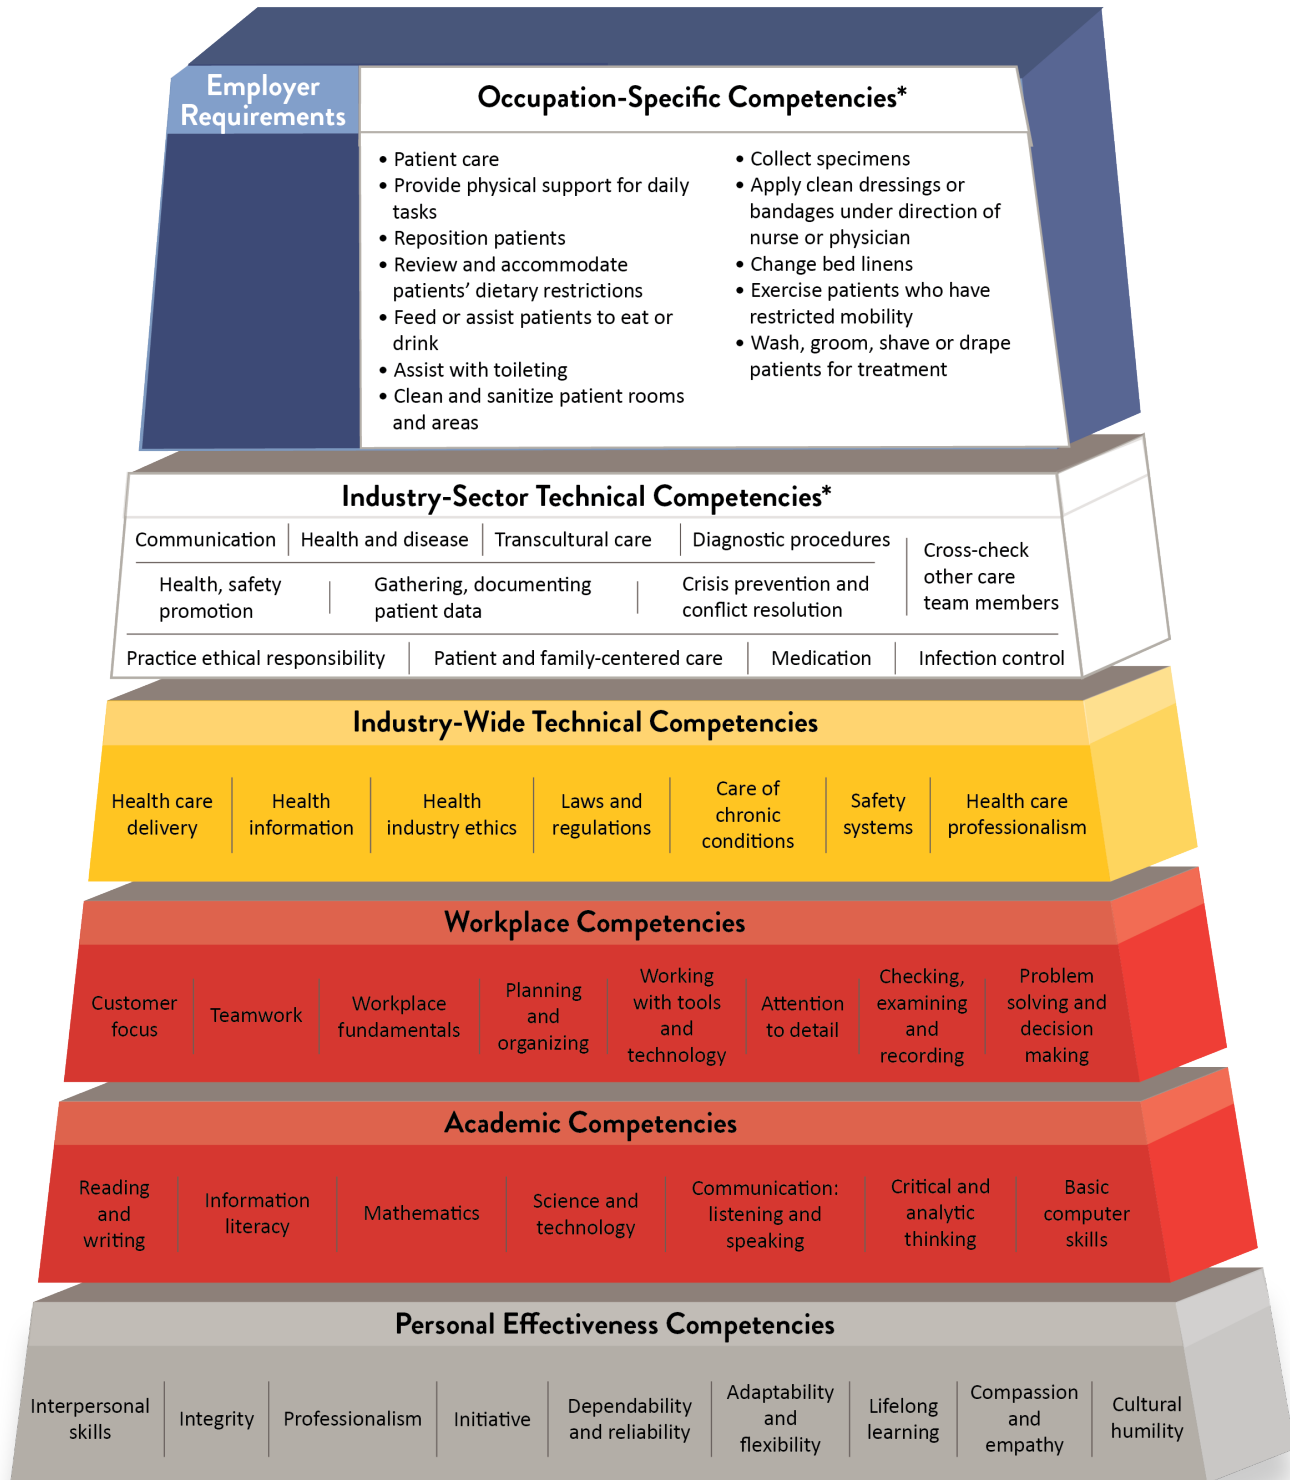 Employer
Requirements
Occupation-Specific Competencies*
• Patient care
• Provide physical support for daily
tasks
• Reposition patients
• Review and accommodate
patients’ dietary restrictions
• Feed or assist patients to eat or
drink
• Assist with toileting
• Clean and sanitize patient rooms
and areas
• Collect specimens
• Apply clean dressings or
bandages under direction of
nurse or physician
• Change bed linens
• Exercise patients who have
restricted mobility
• Wash, groom, shave or drape
patients for treatment
Industry-Sector Technical Competencies*
Communication
Health and disease
Transcultural care
Diagnostic procedures
Cross-check
other care
team members
Health, safety
promotion
Gathering, documenting
patient data
Crisis prevention and
conflict resolution
Practice ethical responsibility
Patient and family-centered care
Medication
Infection control
Industry-Wide Technical Competencies
Health care
delivery
Health
information
Health
industry ethics
Laws and
regulations
Care of
chronic
conditions
Safety
systems
Health care
professionalism
Workplace Competencies
Customer
focus
Teamwork
Workplace
fundamentals
Planning
and
organizing
Working
with tools
and
technology
Attention
to detail
Checking,
examining
and
recording
Problem
solving and
decision
making
Academic Competencies
Reading
and
writing
Information
literacy
Mathematics
Science and
technology
Communication:
listening and
speaking
Critical and
analytic
thinking
Basic
computer
skills
Personal Effectiveness Competencies
Interpersonal
skills
Integrity
Professionalism
Initiative
Dependability
and reliability
Adaptability
and
flexibility
Lifelong
learning
Compassion
and
empathy
Cultural
humility